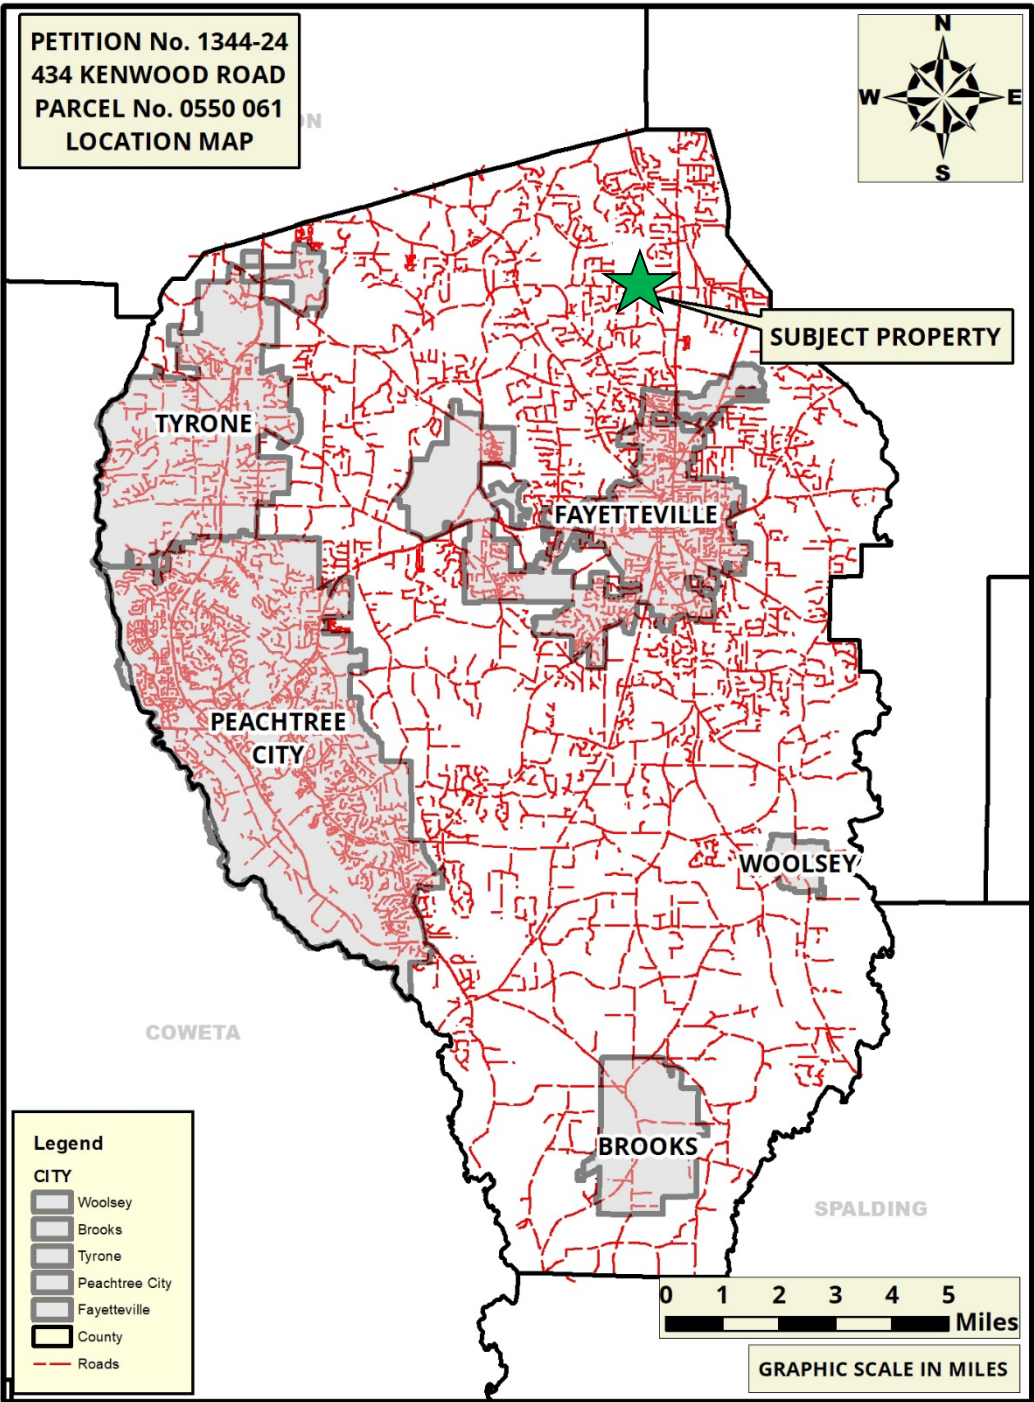 PETITION No. 1344-24
434 KENWOOD ROAD
PARCEL No. 0550 061
LOCATION MAP
ON
N
W
E
S
SUBJECT PROPERTY
TYRONE
FAYETTEVILLE
PEACHTREE
CITY
WOOLSEY
COWETA
BROOKS
SPALDING
Legend
CITY
Woolsey
Brooks
Tyrone
Peachtree City
Fayetteville
County
Roads
0 1 2 3 4 5
Miles
GRAPHIC SCALE IN MILES